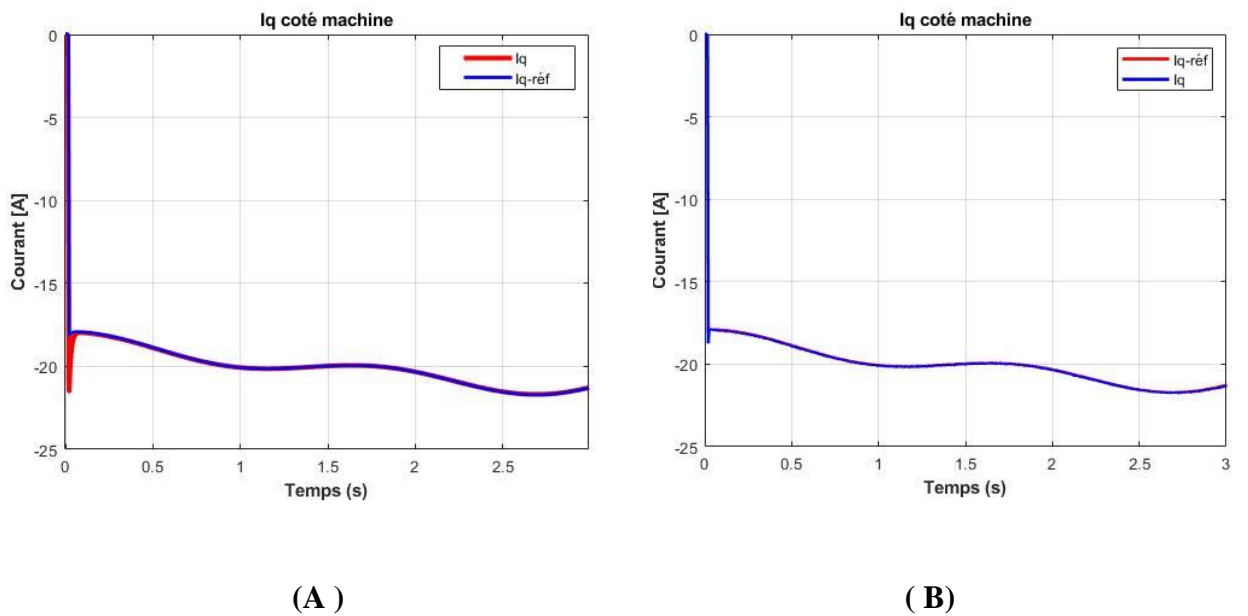 Iq coté machine
0
-5
-10
-15
-20
-25
Courant [A]
0
0.5
1
1.5
2
2.5
Temps (s)
Iq
Iq-réf
(A )
Iq coté machine
0
-5
-10
-15
-20
-25
Courant [A]
0
0.5
1
1.5
2
2.5
3
Temps (s)
Iq-réf
Iq
( B)